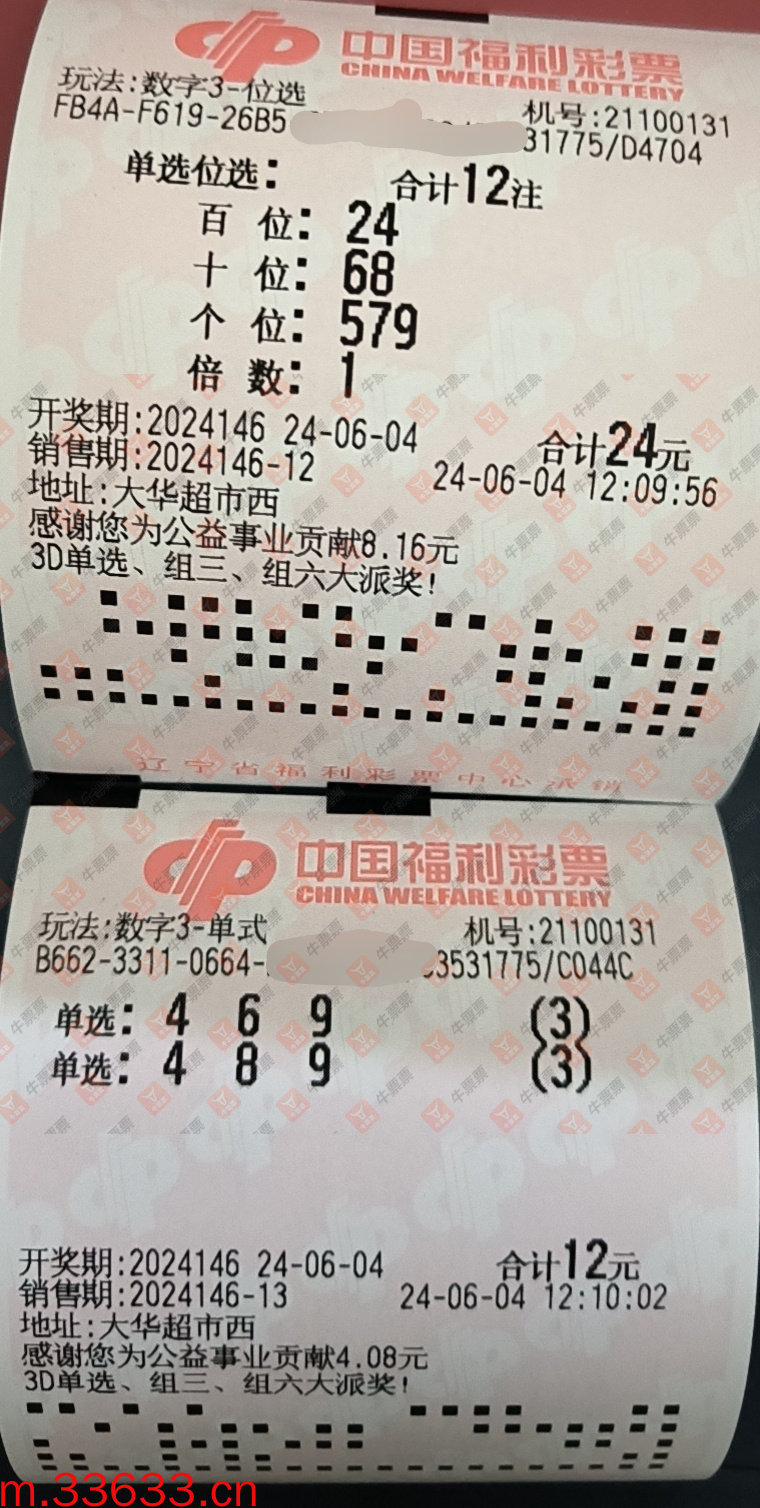 中国福利彩票
CHINA WELFARE LOTTERY
玩法:数字3-位选
机号:21100131
FB4A-F619-26B5
31775/D4704
单选位选: 合计12注
百 位: 24
十 位: 68
个 位: 579
倍 数: 1
开奖期:2024146 24-06-04 合计24元
销售期:2024146-12 24-06-04 12:09:56
地址:大华超市西
感谢您为公益事业贡献8.16元
3D单选、组三、组六大派奖!
辽宁省福利彩票中心承销
中国福利彩票
CHINA WELFARE LOTTERY
玩法:数字3-单式 机号:21100131
B662-3311-0664- 3531775/C044C
单选: 4 6 9 (3)
单选: 4 8 9 (3)
开奖期:2024146 24-06-04 合计12元
销售期:2024146-13 24-06-04 12:10:02
地址:大华超市西
感谢您为公益事业贡献4.08元
3D单选、组三、组六大派奖!
m.33633.cn
牛票票